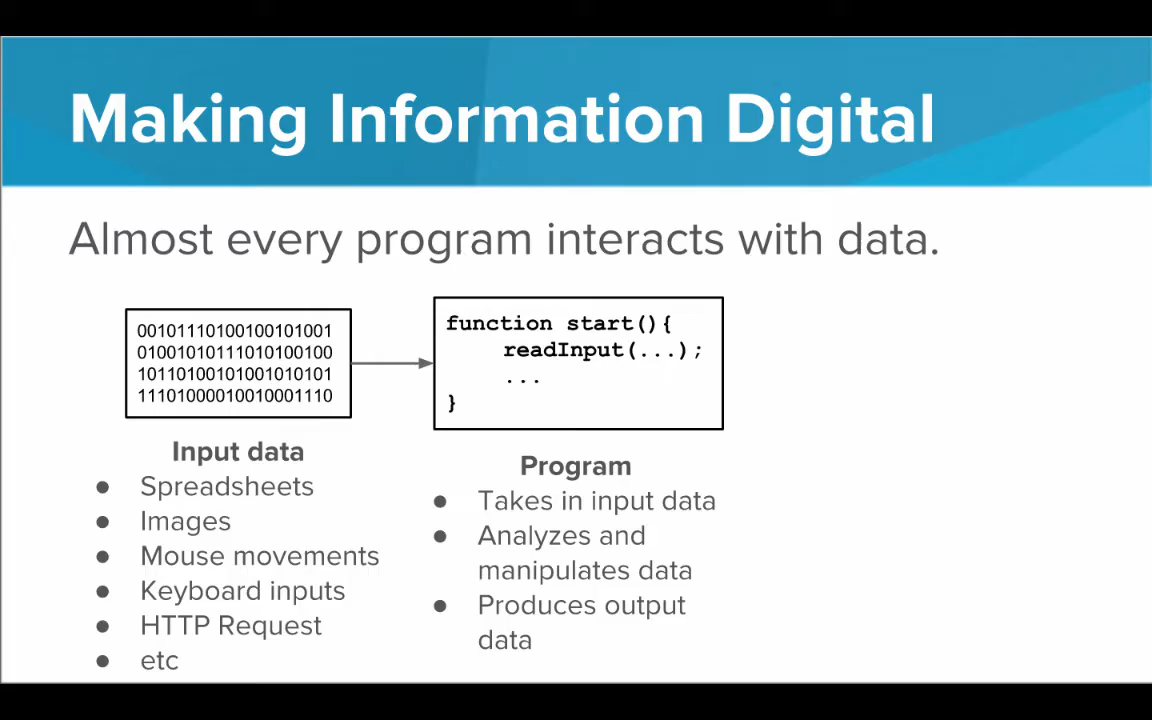 Making Information Digital
Almost every program interacts with data.
00101110100100101001
01001010111010100100
10110100101001010101
11101000010010001110
function start(){
readInput(...);
...
}
Input data
● Spreadsheets
● Images
● Mouse movements
● Keyboard inputs
● HTTP Request
● etc
Program
● Takes in input data
● Analyzes and
manipulates data
● Produces output
data